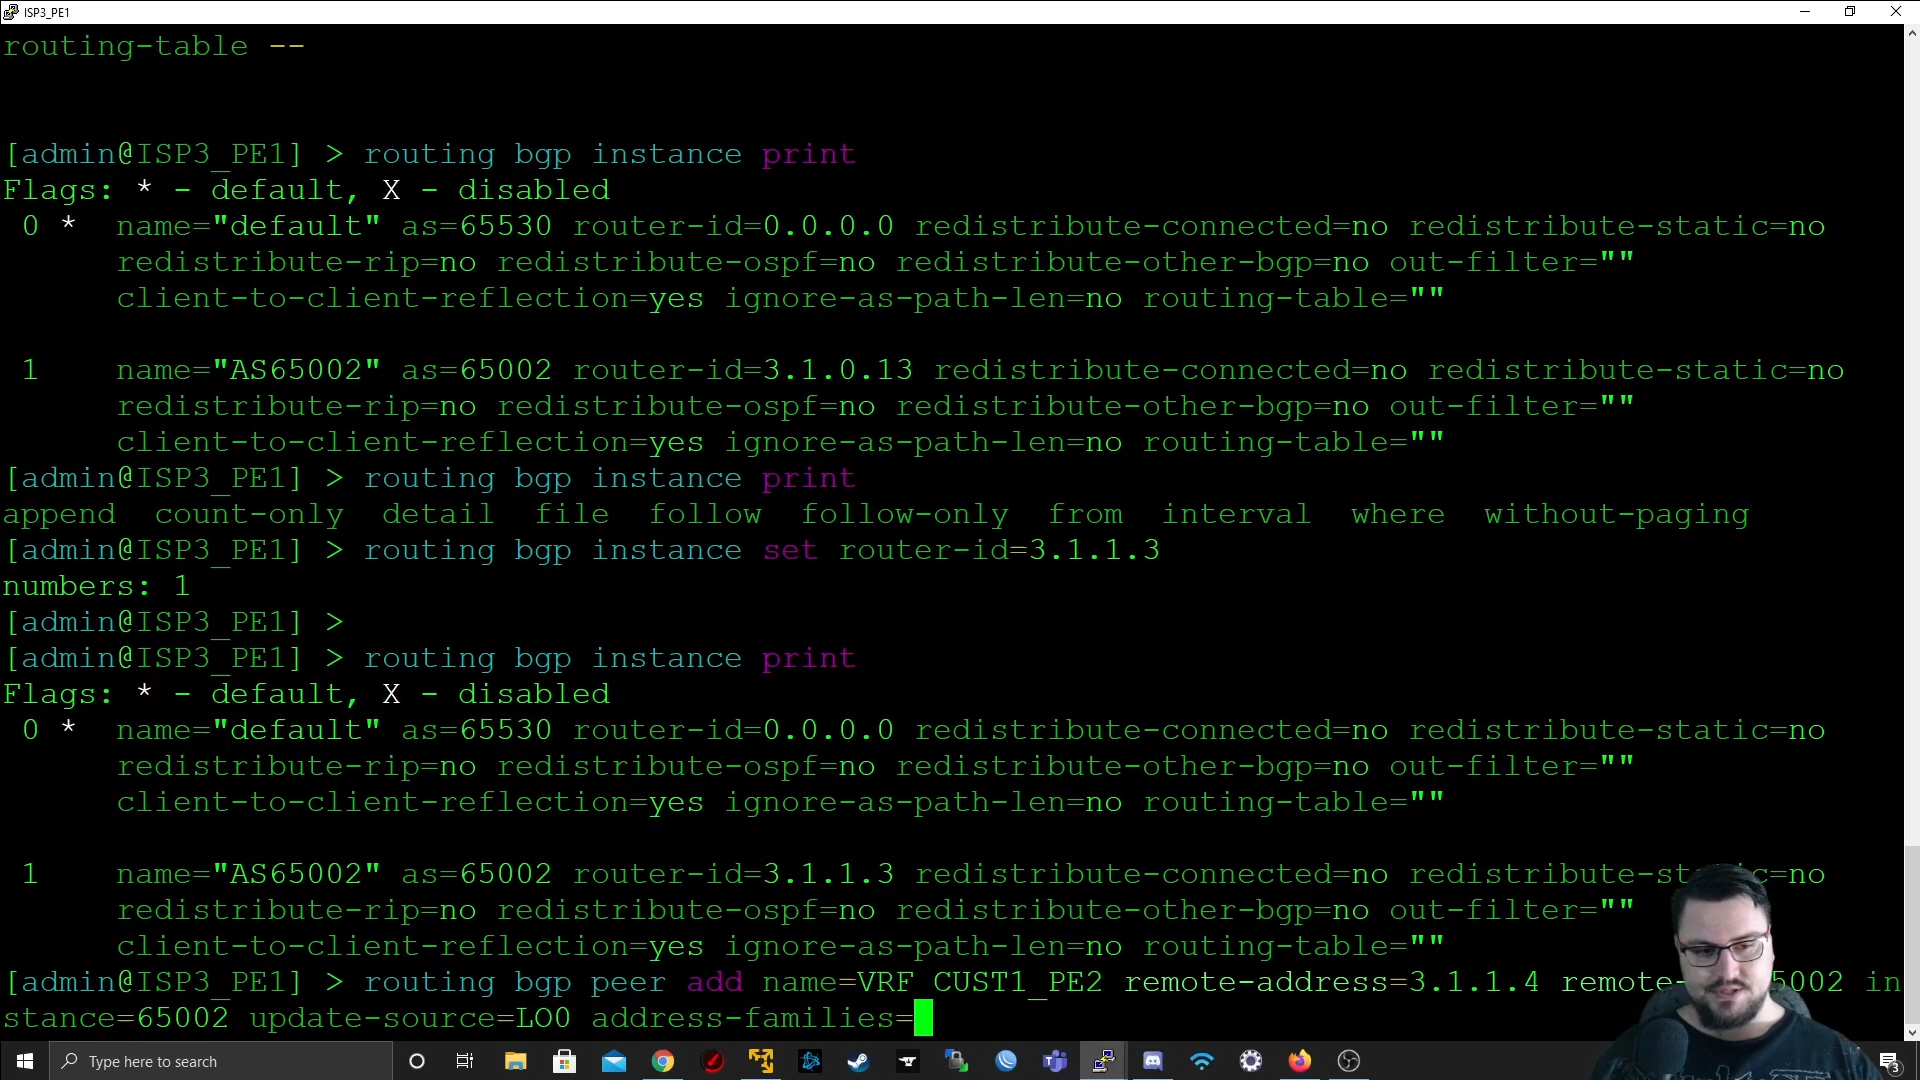 ISP3_PE1
routing-table --
[admin@ISP3_PE1] > routing bgp instance print
Flags: * - default, X - disabled
0 * name="default" as=65530 router-id=0.0.0.0 redistribute-connected=no redistribute-static=no
redistribute-rip=no redistribute-ospf=no redistribute-other-bgp=no out-filter=""
client-to-client-reflection=yes ignore-as-path-len=no routing-table=""
1 name="AS65002" as=65002 router-id=3.1.0.13 redistribute-connected=no redistribute-static=no
redistribute-rip=no redistribute-ospf=no redistribute-other-bgp=no out-filter=""
client-to-client-reflection=yes ignore-as-path-len=no routing-table=""
[admin@ISP3_PE1] > routing bgp instance print
append count-only detail file follow follow-only from interval where without-paging
[admin@ISP3_PE1] > routing bgp instance set router-id=3.1.1.3
numbers: 1
[admin@ISP3_PE1] >
[admin@ISP3_PE1] > routing bgp instance print
Flags: * - default, X - disabled
0 * name="default" as=65530 router-id=0.0.0.0 redistribute-connected=no redistribute-static=no
redistribute-rip=no redistribute-ospf=no redistribute-other-bgp=no out-filter=""
client-to-client-reflection=yes ignore-as-path-len=no routing-table=""
1 name="AS65002" as=65002 router-id=3.1.1.3 redistribute-connected=no redistribute-st =no
redistribute-rip=no redistribute-ospf=no redistribute-other-bgp=no out-filter=""
client-to-client-reflection=yes ignore-as-path-len=no routing-table=""
[admin@ISP3_PE1] > routing bgp peer add name=VRF_CUST1_PE2 remote-address=3.1.1.4 remote- 5002 in
stance=65002 update-source=LO0 address-families=
Type here to search
3